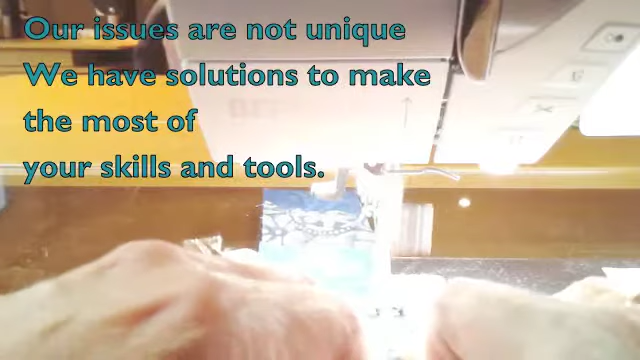 Our issues are not unique
We have solutions to make
the most of
your skills and tools.